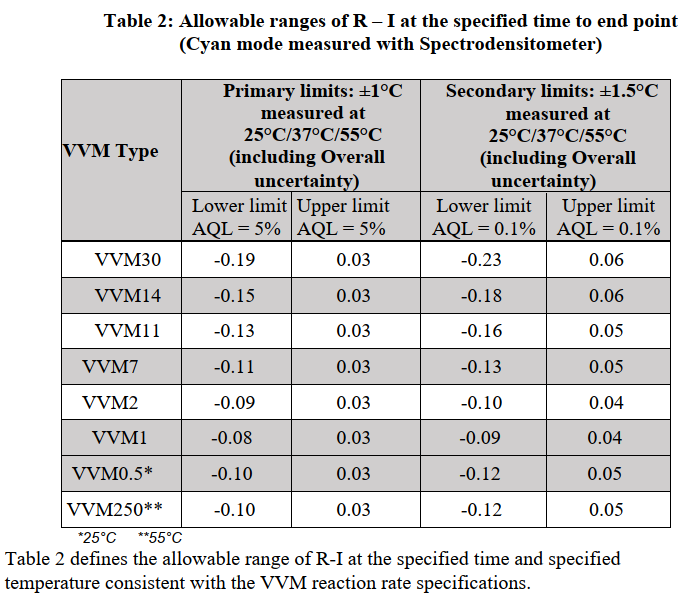 Table 2: Allowable ranges of R – I at the specified time to end point
(Cyan mode measured with Spectrodensitometer)
VVM Type
Primary limits: ±1°C
measured at
25°C/37°C/55°C
(including Overall
uncertainty)
Secondary limits: ±1.5°C
measured at
25°C/37°C/55°C
(including Overall
uncertainty)
Lower limit
AQL = 5%
Upper limit
AQL = 5%
Lower limit
AQL = 0.1%
Upper limit
AQL = 0.1%
VVM30 -0.19 0.03 -0.23 0.06
VVM14 -0.15 0.03 -0.18 0.06
VVM11 -0.13 0.03 -0.16 0.05
VVM7 -0.11 0.03 -0.13 0.05
VVM2 -0.09 0.03 -0.10 0.04
VVM1 -0.08 0.03 -0.09 0.04
VVM0.5* -0.10 0.03 -0.12 0.05
VVM250** -0.10 0.03 -0.12 0.05
*25°C **55°C
Table 2 defines the allowable range of R-I at the specified time and specified
temperature consistent with the VVM reaction rate specifications.